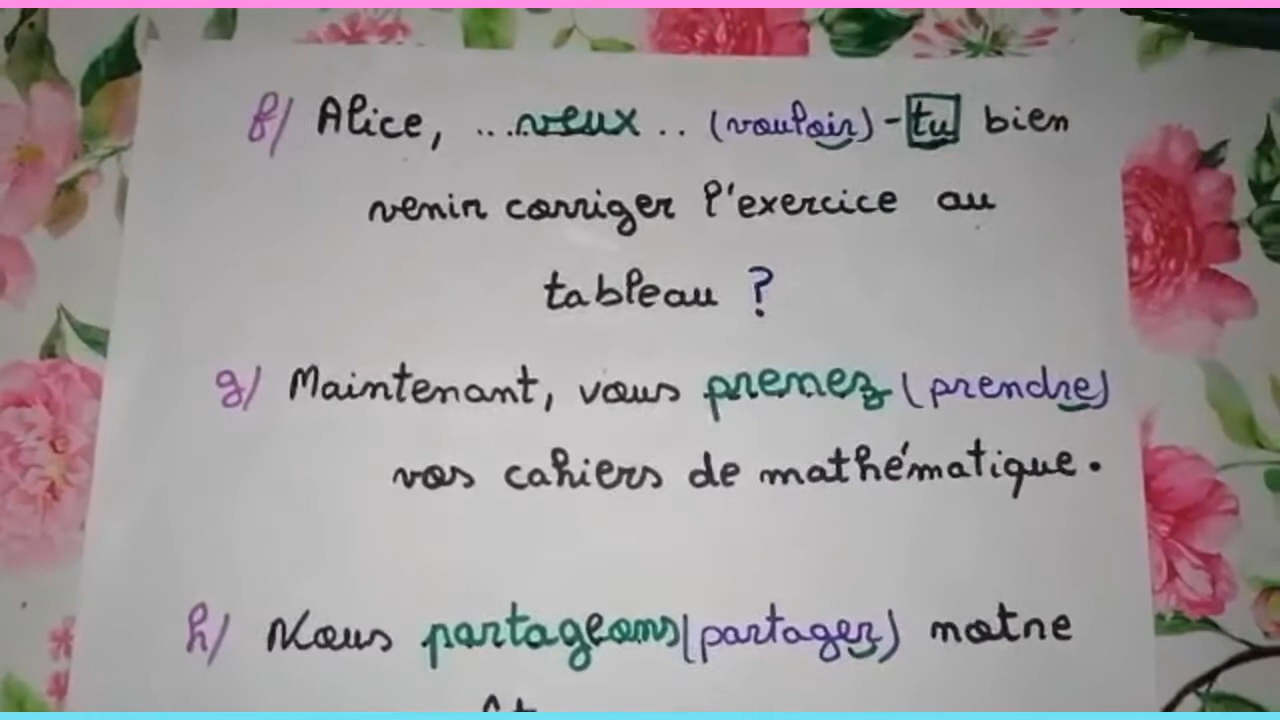 f/ Alice, ...veux.. (vouloir)-tu bien
venir corriger l'exercice au
tableau ?
g/ Maintenant, vous prenez (prendre)
vos cahiers de mathématique.
h/ Nous partageons (partager) notre